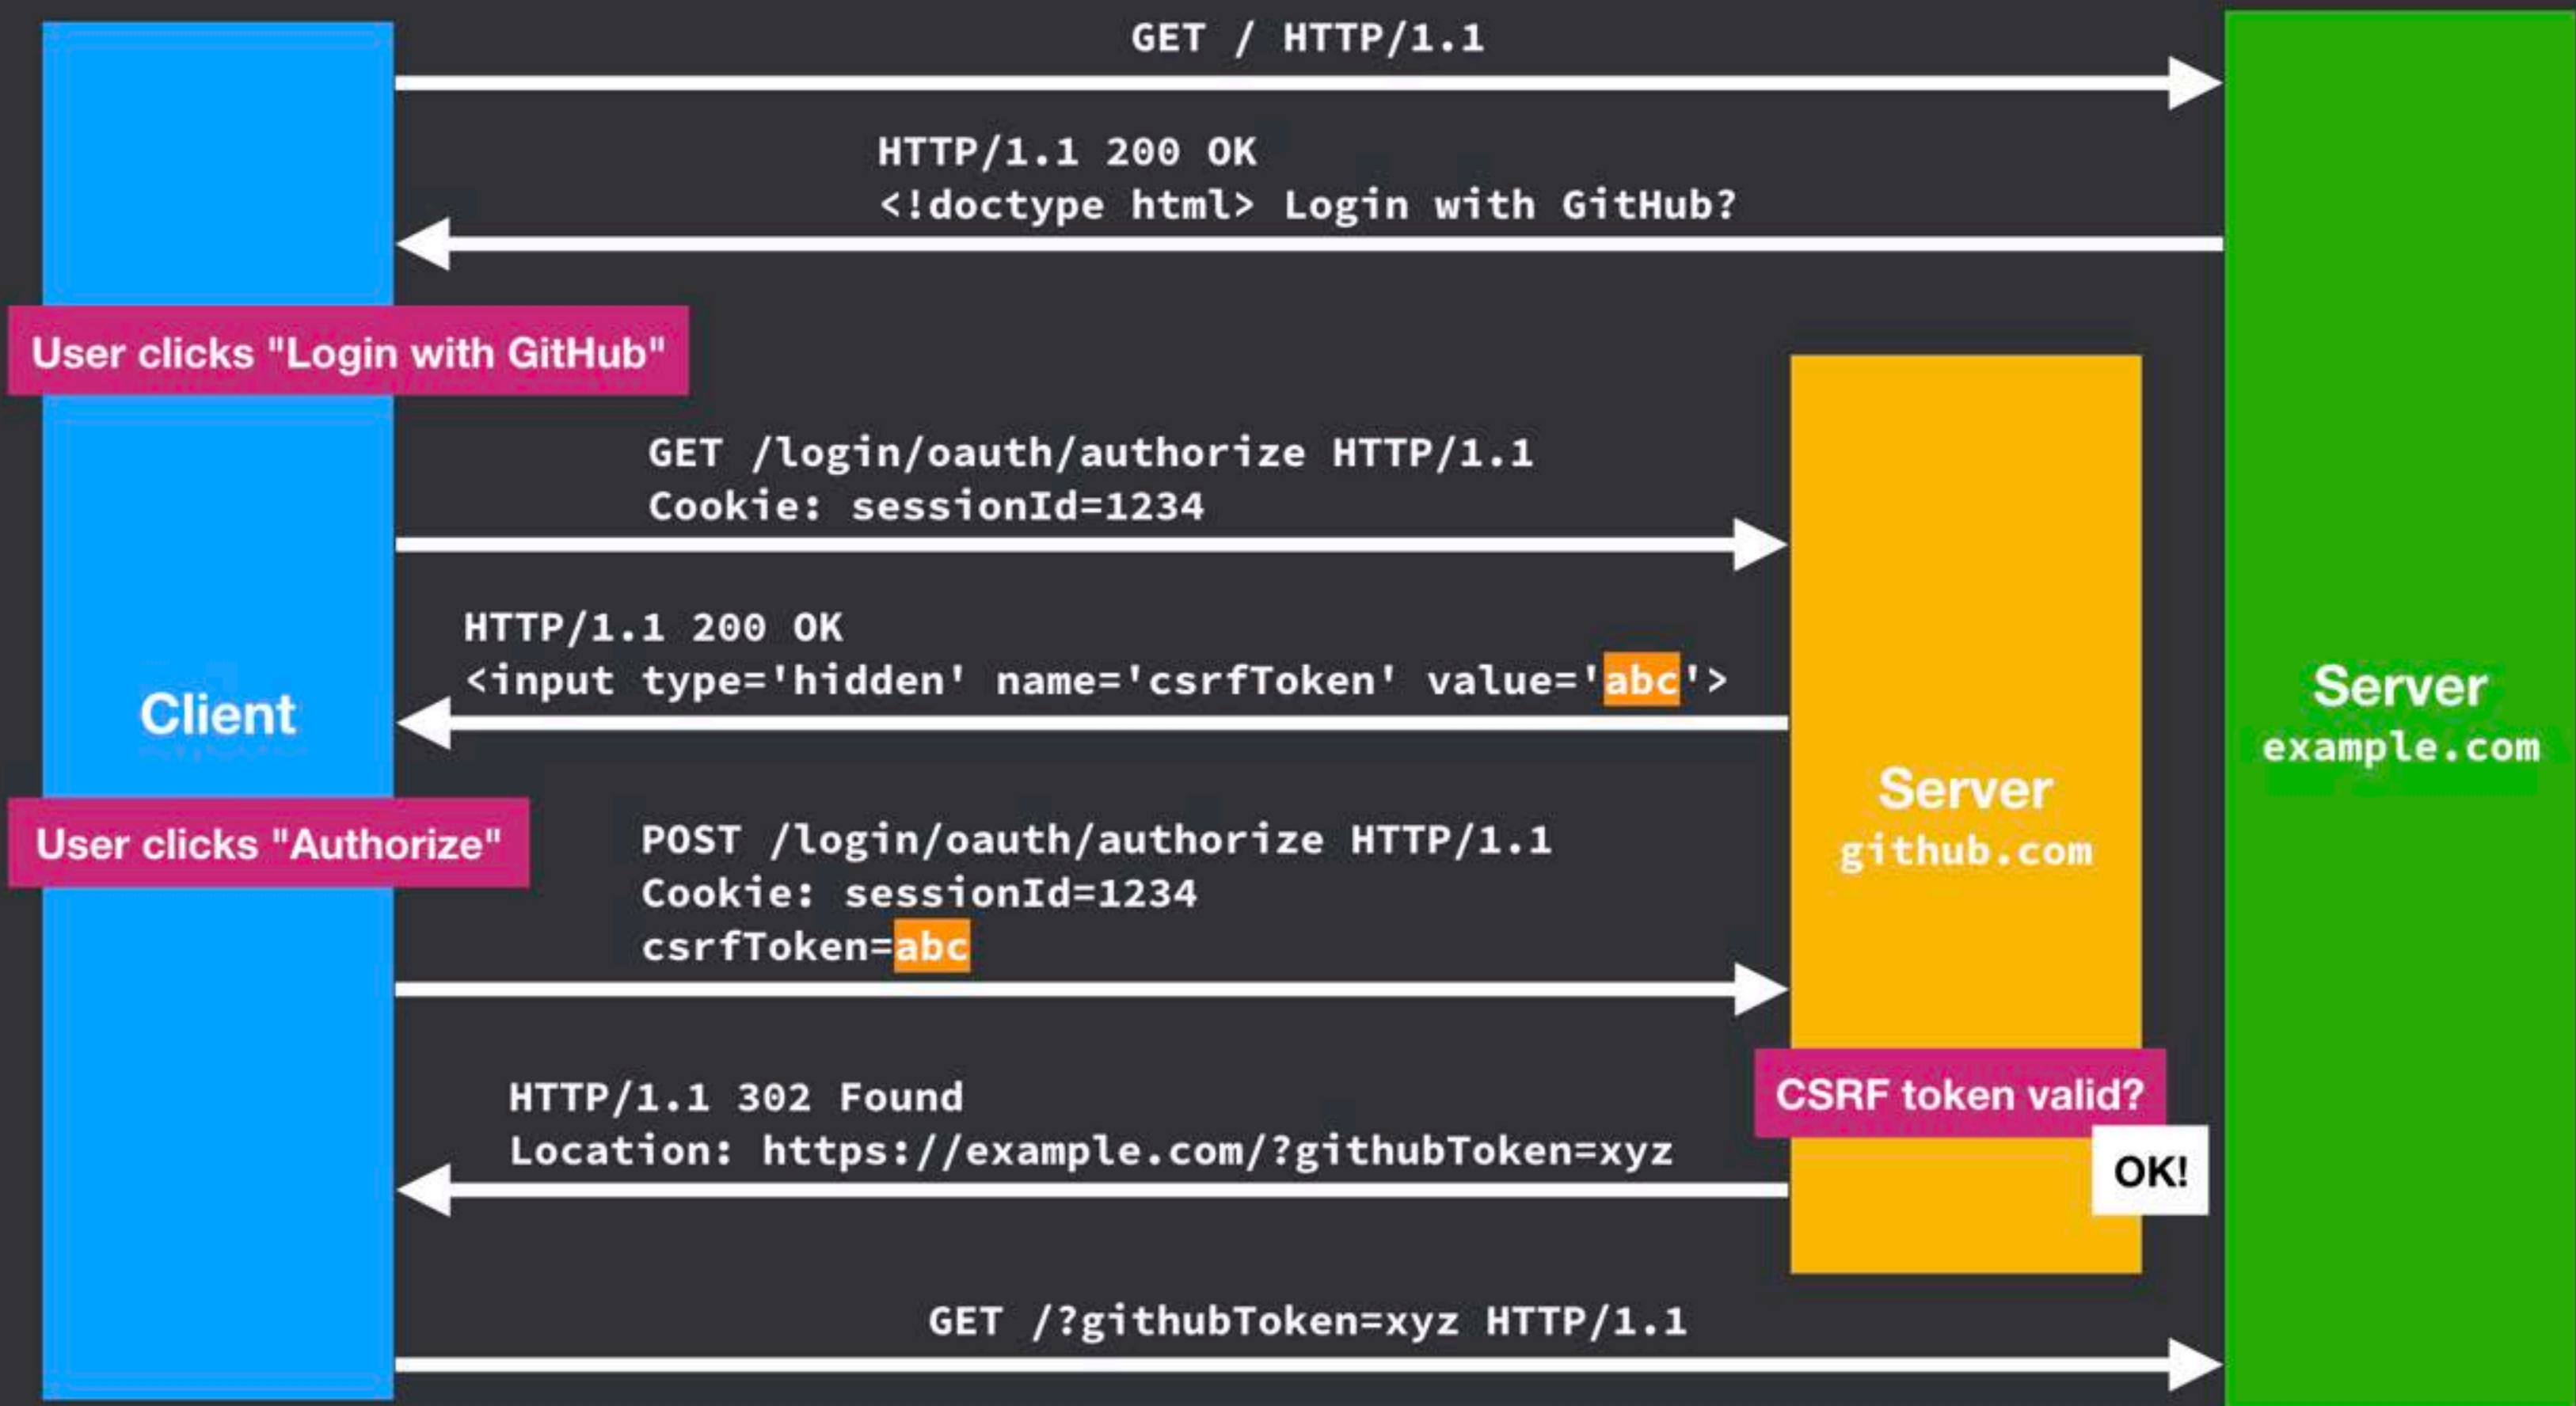 GET / HTTP/1.1
HTTP/1.1 200 OK
<!doctype html> Login with GitHub?
User clicks "Login with GitHub"
GET /login/oauth/authorize HTTP/1.1
Cookie: sessionId=1234
HTTP/1.1 200 OK
<input type='hidden' name='csrfToken' value='abc'>
Client
Server
example.com
Server
github.com
User clicks "Authorize"
POST /login/oauth/authorize HTTP/1.1
Cookie: sessionId=1234
csrfToken=abc
CSRF token valid?
OK!
HTTP/1.1 302 Found
Location: https://example.com/?githubToken=xyz
GET /?githubToken=xyz HTTP/1.1